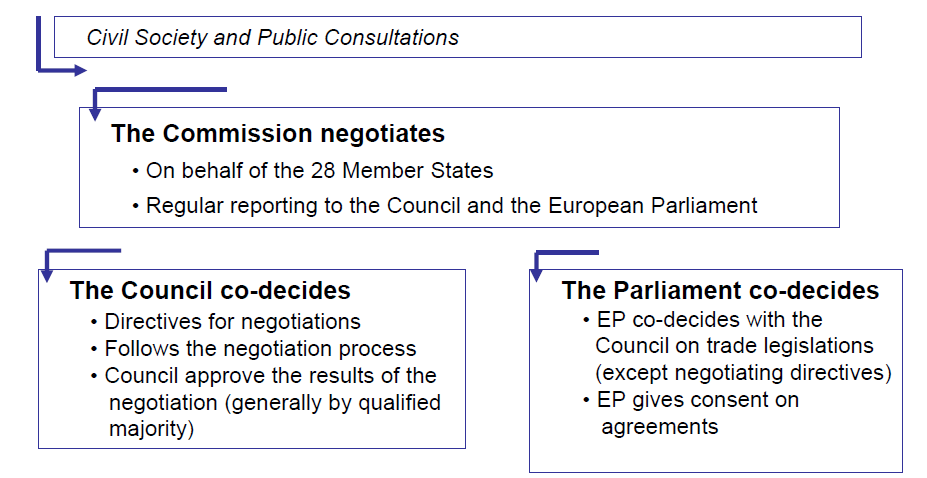 Civil Society and Public Consultations
The Commission negotiates
• On behalf of the 28 Member States
• Regular reporting to the Council and the European Parliament
The Council co-decides
• Directives for negotiations
• Follows the negotiation process
• Council approve the results of the
negotiation (generally by qualified
majority)
The Parliament co-decides
• EP co-decides with the
Council on trade legislations
(except negotiating directives)
• EP gives consent on
agreements